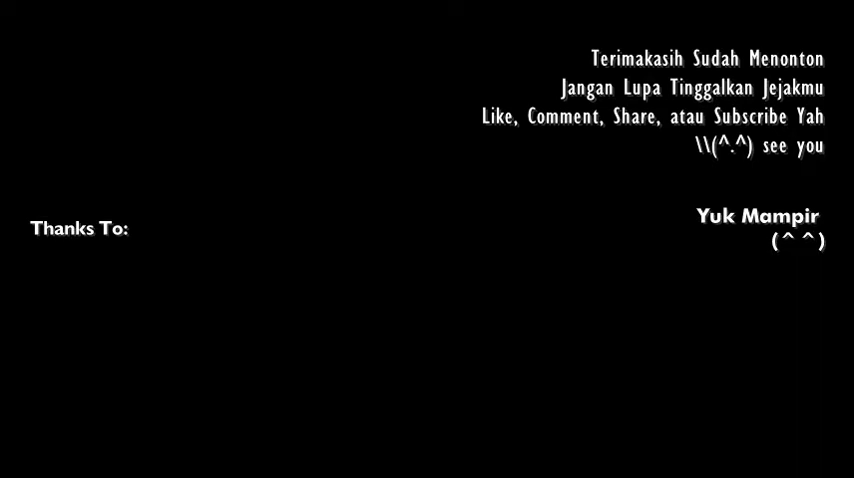 Terimakasih Sudah Menonton
Jangan Lupa Tinggalkan Jejakmu
Like, Comment, Share, atau Subscribe Yah
\\(^.^) see you
Thanks To:
Yuk Mampir
(^ ^)